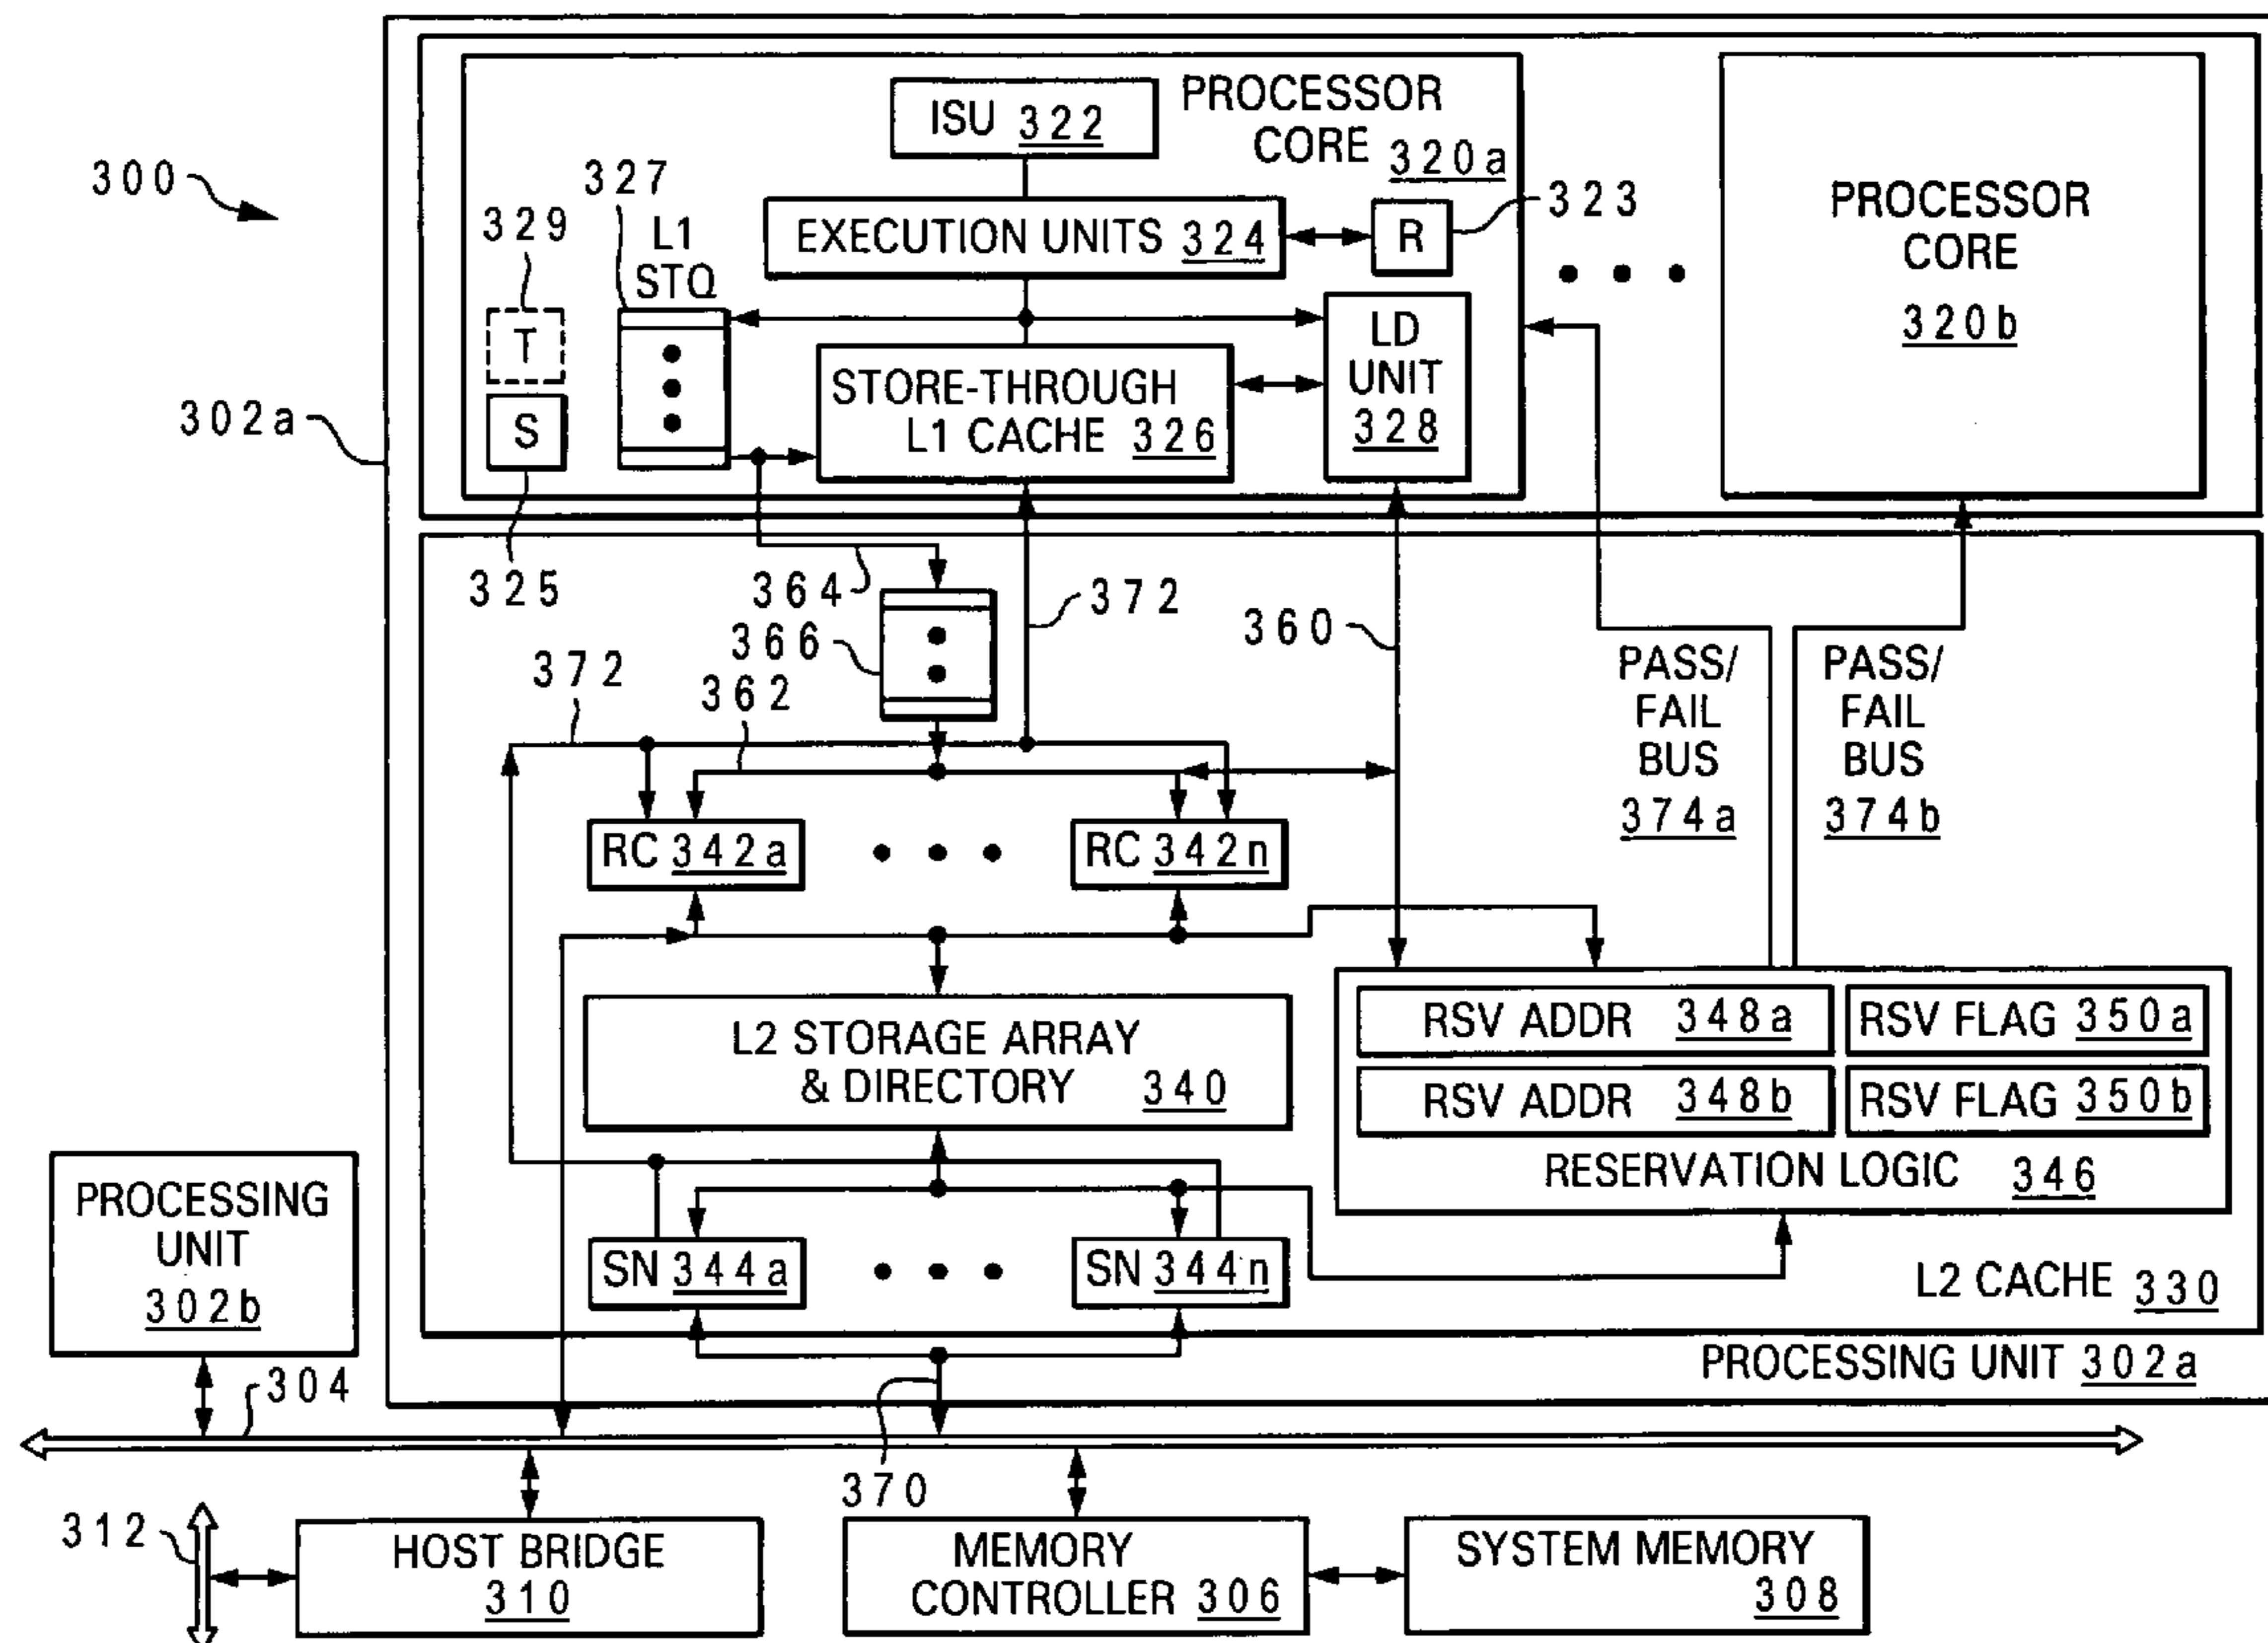 300
302a
ISU 322
PROCESSOR
CORE 320a
327
L1
STQ
329
T
S
325
EXECUTION UNITS 324
R
323
STORE-THROUGH
L1 CACHE 326
LD
UNIT
328
PROCESSOR
CORE
320b
364
366
372
372
362
360
PASS/
FAIL
BUS
374a
PASS/
FAIL
BUS
374b
RC 342a
RC 342n
L2 STORAGE ARRAY
& DIRECTORY 340
RSV ADDR 348a
RSV FLAG 350a
RSV ADDR 348b
RSV FLAG 350b
RESERVATION LOGIC 346
SN 344a
SN 344n
L2 CACHE 330
PROCESSING UNIT 302a
PROCESSING
UNIT
302b
304
370
312
HOST BRIDGE
310
MEMORY
CONTROLLER 306
SYSTEM MEMORY
308